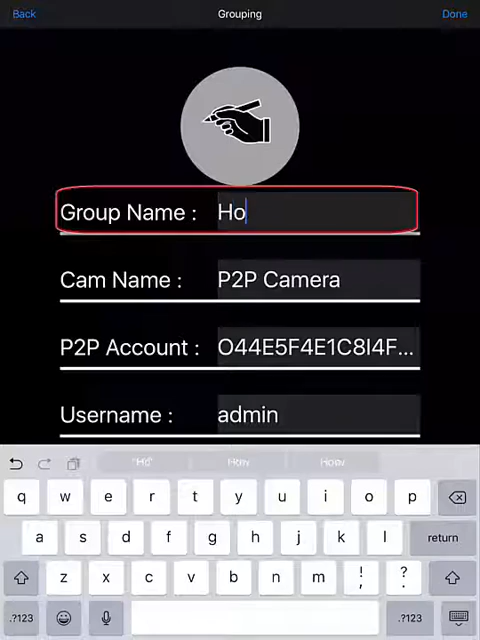 Back Grouping Done
Group Name : Ho
Cam Name : P2P Camera
P2P Account : O44E5F4E1C8I4F...
Username : admin
q w e r t y u i o p
a s d f g h j k l return
z x c v b n m ! , ? .
.?123 .?123